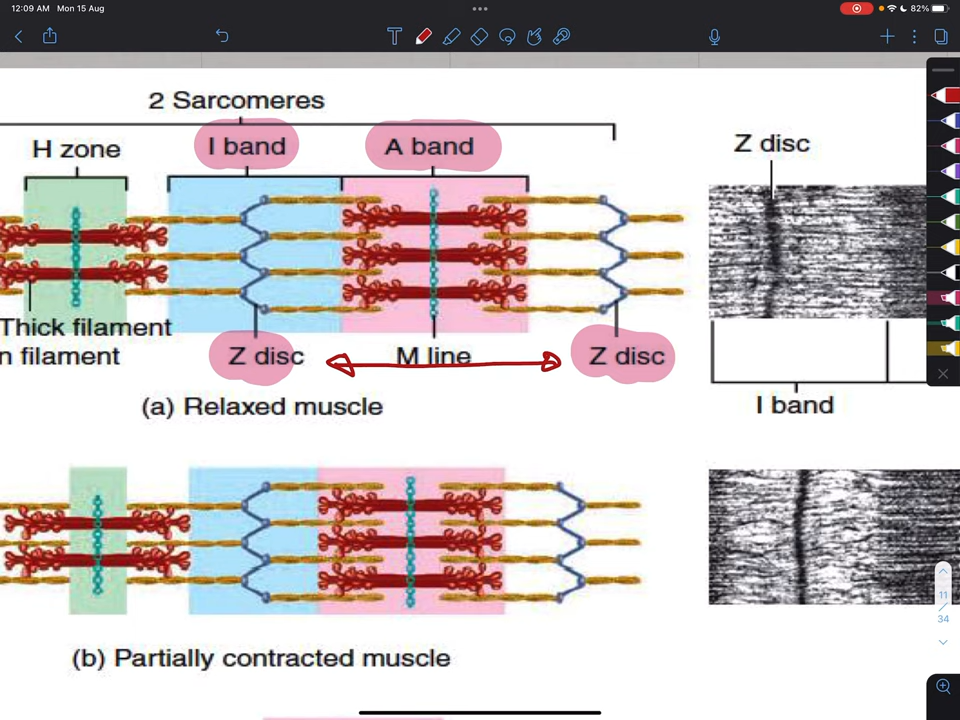 12:09 AM Mon 15 Aug
82%
2 Sarcomeres
H zone
I band
A band
Z disc
Thick filament
n filament
Z disc
M line
Z disc
(a) Relaxed muscle
I band
(b) Partially contracted muscle
11
/
34